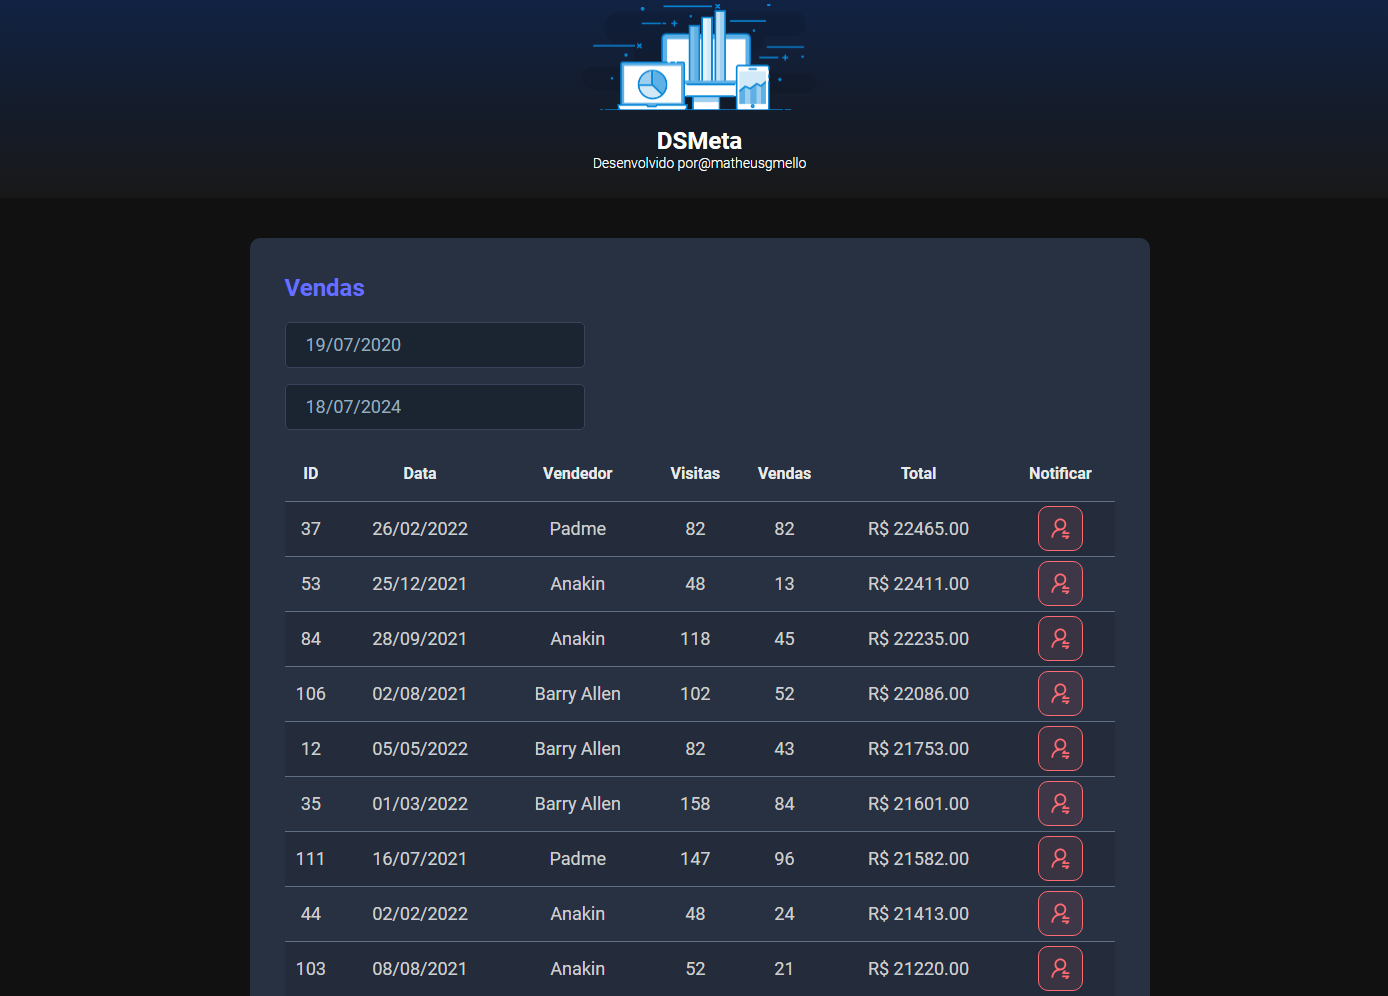 DSMeta
Desenvolvido por@matheusgmello
Vendas
19/07/2020
18/07/2024
ID Data Vendedor Visitas Vendas Total Notificar
37 26/02/2022 Padme 82 82 R$ 22465.00
53 25/12/2021 Anakin 48 13 R$ 22411.00
84 28/09/2021 Anakin 118 45 R$ 22235.00
106 02/08/2021 Barry Allen 102 52 R$ 22086.00
12 05/05/2022 Barry Allen 82 43 R$ 21753.00
35 01/03/2022 Barry Allen 158 84 R$ 21601.00
111 16/07/2021 Padme 147 96 R$ 21582.00
44 02/02/2022 Anakin 48 24 R$ 21413.00
103 08/08/2021 Anakin 52 21 R$ 21220.00